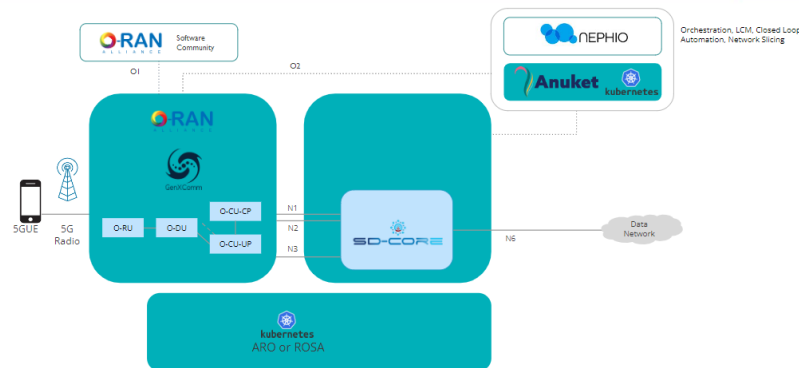 O-RAN
ALLIANCE
Software
Community
NEPHIO
Orchestration, LCM, Closed Loop
Automation, Network Slicing
O1
O2
Anuket
kubernetes
O-RAN
ALLIANCE
GenXComm
O-CU-CP
N1
O-RU
O-DU
N2
O-CU-UP
N3
SD-CORE
N6
Data
Network
5GUE
5G
Radio
kubernetes
ARO or ROSA